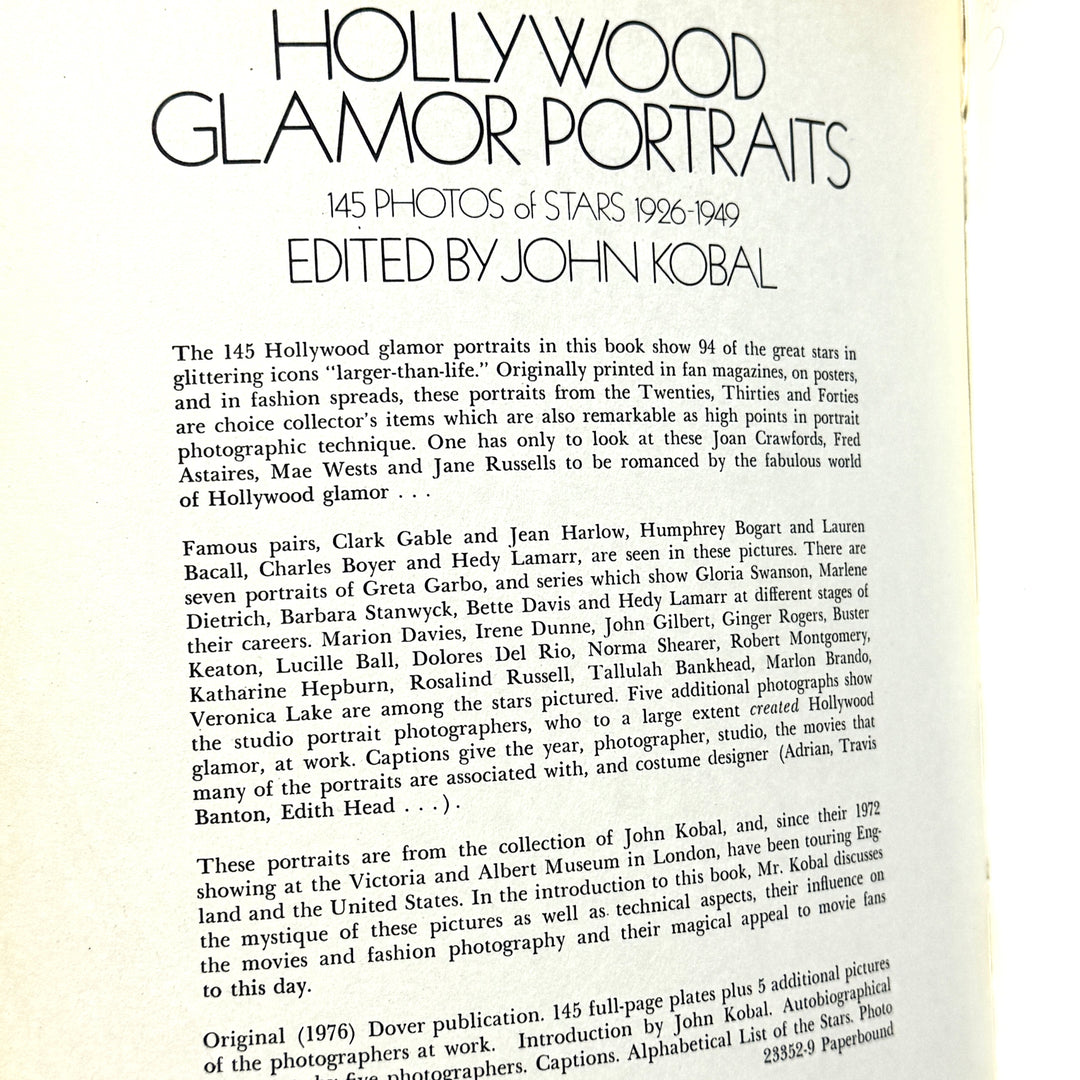 HOLLYWOOD
GLAMOR PORTRAITS
145 PHOTOS of STARS 1926-1949
EDITED BY JOHN KOBAL
The 145 Hollywood glamor portraits in this book show 94 of the great stars in
glittering icons “larger-than-life.” Originally printed in fan magazines, on posters,
and in fashion spreads, these portraits from the Twenties, Thirties and Forties
are choice collector's items which are also remarkable as high points in portrait
photographic technique. One has only to look at these Joan Crawfords, Fred
Astaires, Mae Wests and Jane Russells to be romanced by the fabulous world
of Hollywood glamor . . .
Famous pairs, Clark Gable and Jean Harlow, Humphrey Bogart and Lauren
Bacall, Charles Boyer and Hedy Lamarr, are seen in these pictures. There are
seven portraits of Greta Garbo, and series which show Gloria Swanson, Marlene
Dietrich, Barbara Stanwyck, Bette Davis and Hedy Lamarr at different stages of
their careers. Marion Davies, Irene Dunne, John Gilbert, Ginger Rogers, Buster
Keaton, Lucille Ball, Dolores Del Rio, Norma Shearer, Robert Montgomery,
Katharine Hepburn, Rosalind Russell, Tallulah Bankhead, Marlon Brando,
Veronica Lake are among the stars pictured. Five additional photographs show
the studio portrait photographers, who to a large extent created Hollywood
glamor, at work. Captions give the year, photographer, studio, the movies that
many of the portraits are associated with, and costume designer (Adrian, Travis
Banton, Edith Head . . .).
These portraits are from the collection of John Kobal, and, since their 1972
showing at the Victoria and Albert Museum in London, have been touring Eng-
land and the United States. In the introduction to this book, Mr. Kobal discusses
the mystique of these pictures as well as technical aspects, their influence on
the movies and fashion photography and their magical appeal to movie fans
to this day.
Original (1976) Dover publication. 145 full-page plates plus 5 additional pictures
of the photographers at work. Introduction by John Kobal. Autobiographical
by five photographers. Captions. Alphabetical List of the Stars. Photo
23352-9 Paperbound